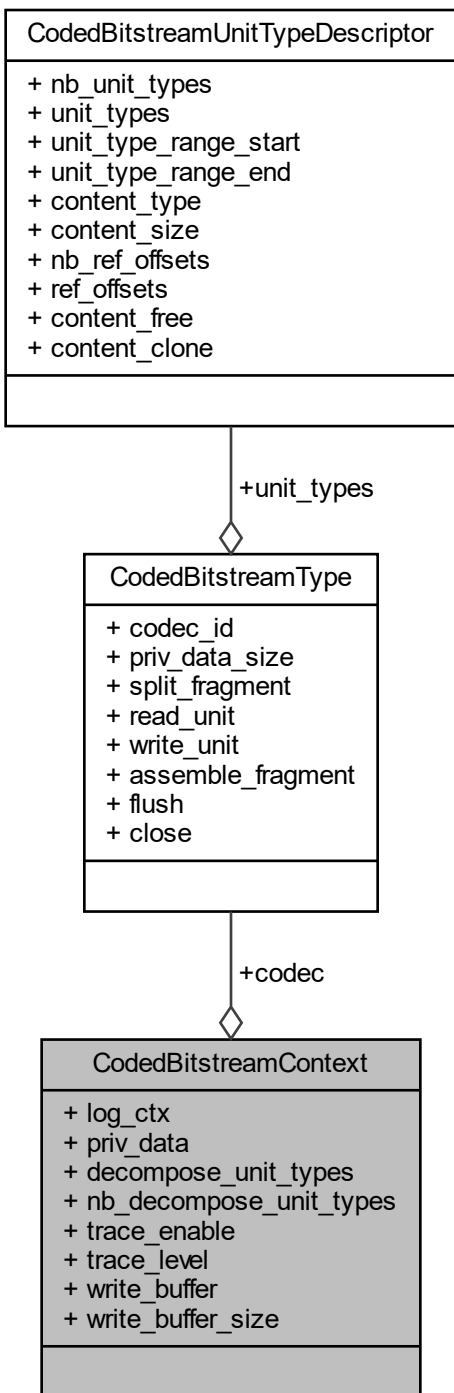 CodedBitstreamUnitTypeDescriptor
+ nb_unit_types
+ unit_types
+ unit_type_range_start
+ unit_type_range_end
+ content_type
+ content_size
+ nb_ref_offsets
+ ref_offsets
+ content_free
+ content_clone
+unit_types
CodedBitstreamType
+ codec_id
+ priv_data_size
+ split_fragment
+ read_unit
+ write_unit
+ assemble_fragment
+ flush
+ close
+codec
CodedBitstreamContext
+ log_ctx
+ priv_data
+ decompose_unit_types
+ nb_decompose_unit_types
+ trace_enable
+ trace_level
+ write_buffer
+ write_buffer_size